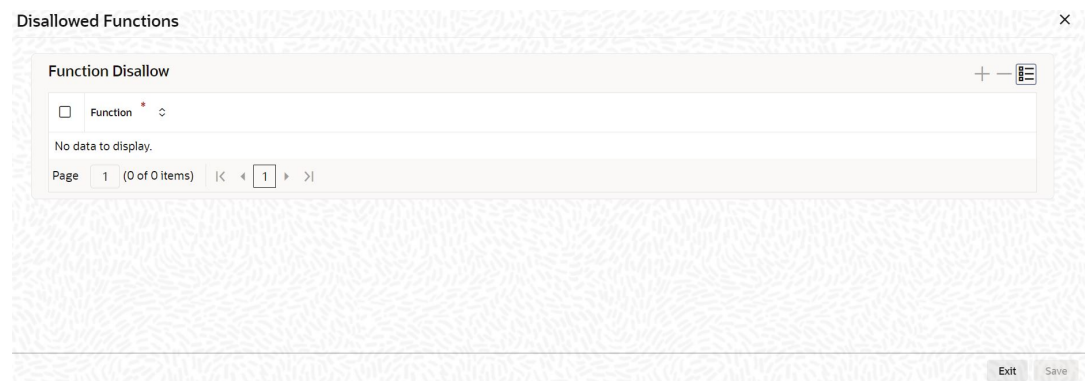 Disallowed Functions
Function Disallow
Function *
No data to display.
Page 1 (0 of 0 items) 1
Exit Save